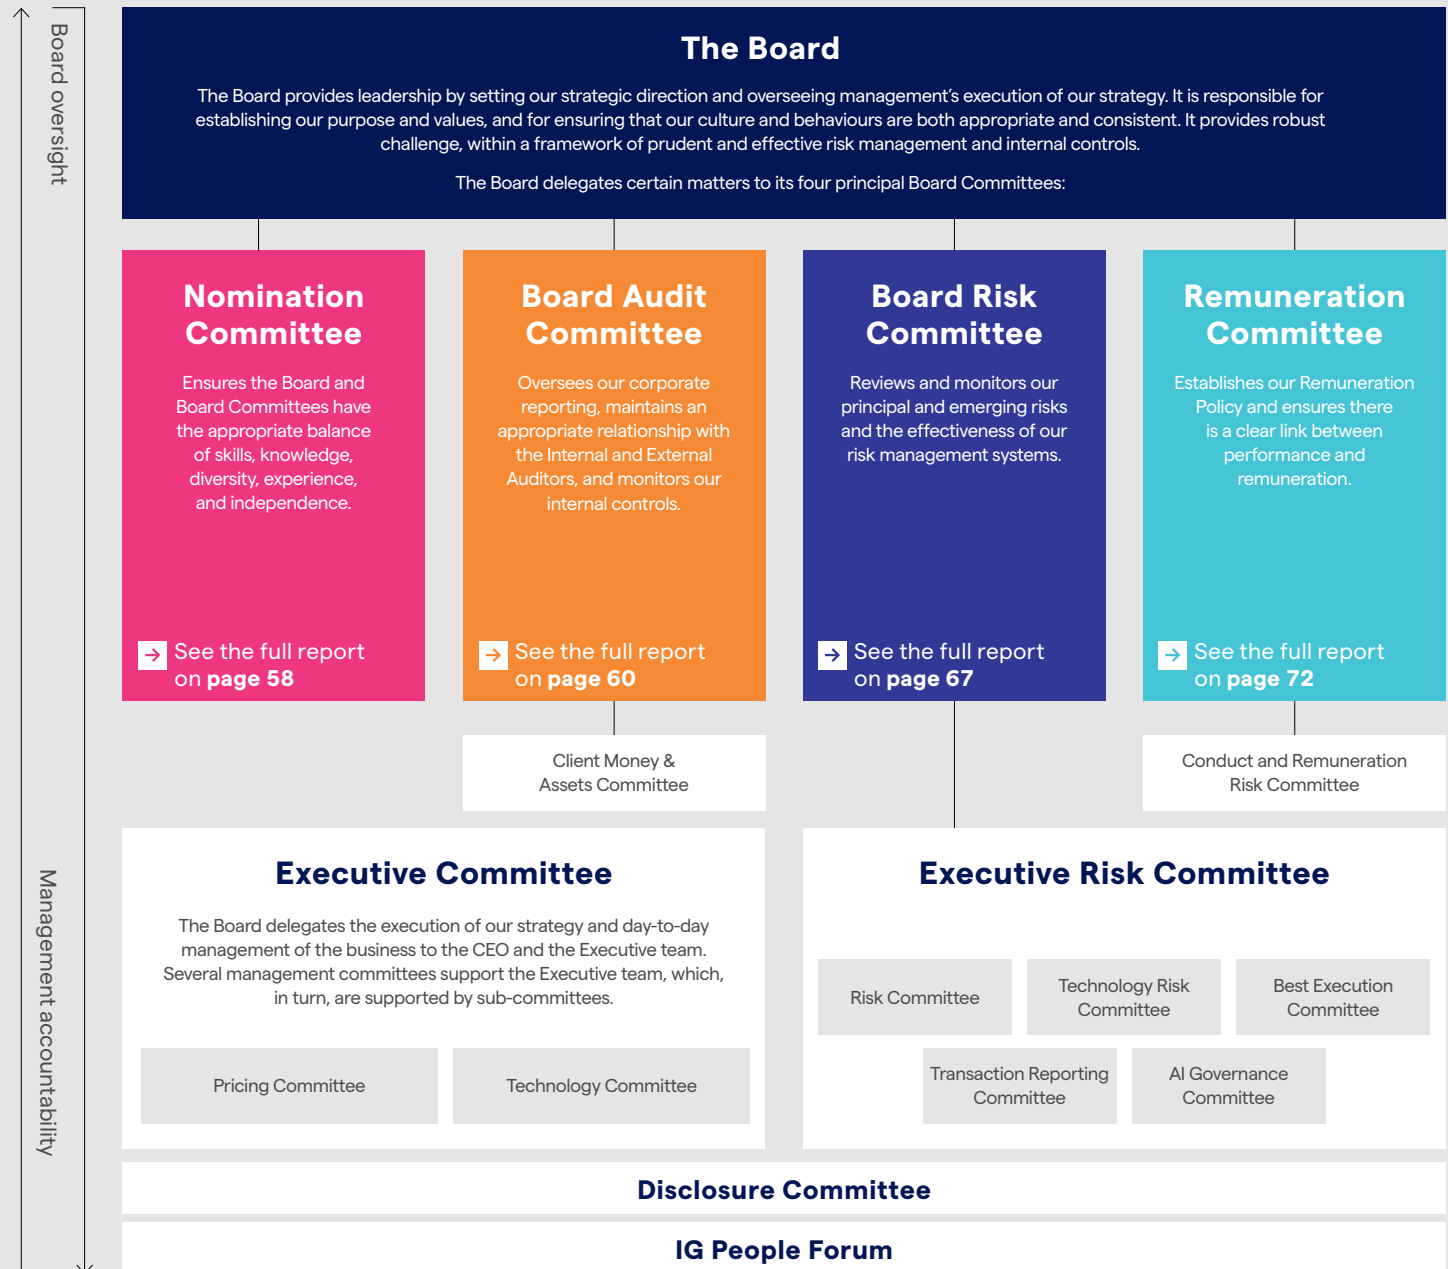 Board oversight
The Board
The Board provides leadership by setting our strategic direction and overseeing management’s execution of our strategy. It is responsible for
establishing our purpose and values, and for ensuring that our culture and behaviours are both appropriate and consistent. It provides robust
challenge, within a framework of prudent and effective risk management and internal controls.
The Board delegates certain matters to its four principal Board Committees:
Nomination
Committee
Ensures the Board and
Board Committees have
the appropriate balance
of skills, knowledge,
diversity, experience,
and independence.
See the full report
on page 58
Board Audit
Committee
Oversees our corporate
reporting, maintains an
appropriate relationship with
the Internal and External
Auditors, and monitors our
internal controls.
See the full report
on page 60
Board Risk
Committee
Reviews and monitors our
principal and emerging risks
and the effectiveness of our
risk management systems.
See the full report
on page 67
Remuneration
Committee
Establishes our Remuneration
Policy and ensures there
is a clear link between
performance and
remuneration.
See the full report
on page 72
Client Money &
Assets Committee
Conduct and Remuneration
Risk Committee
Management accountability
Executive Committee
The Board delegates the execution of our strategy and day-to-day
management of the business to the CEO and the Executive team.
Several management committees support the Executive team, which,
in turn, are supported by sub-committees.
Pricing Committee
Technology Committee
Executive Risk Committee
Risk Committee
Technology Risk
Committee
Best Execution
Committee
Transaction Reporting
Committee
AI Governance
Committee
Disclosure Committee
IG People Forum